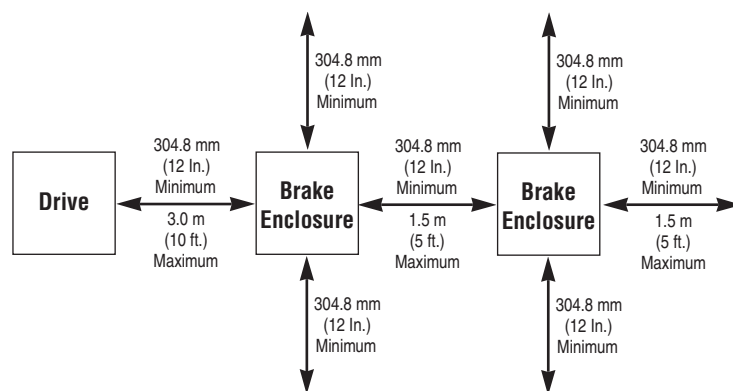 304.8 mm
(12 In.)
Minimum
304.8 mm
(12 In.)
Minimum
Drive
304.8 mm
(12 In.)
Minimum
3.0 m
(10 ft.)
Maximum
Brake
Enclosure
304.8 mm
(12 In.)
Minimum
1.5 m
(5 ft.)
Maximum
Brake
Enclosure
304.8 mm
(12 In.)
Minimum
1.5 m
(5 ft.)
Maximum
304.8 mm
(12 In.)
Minimum
304.8 mm
(12 In.)
Minimum